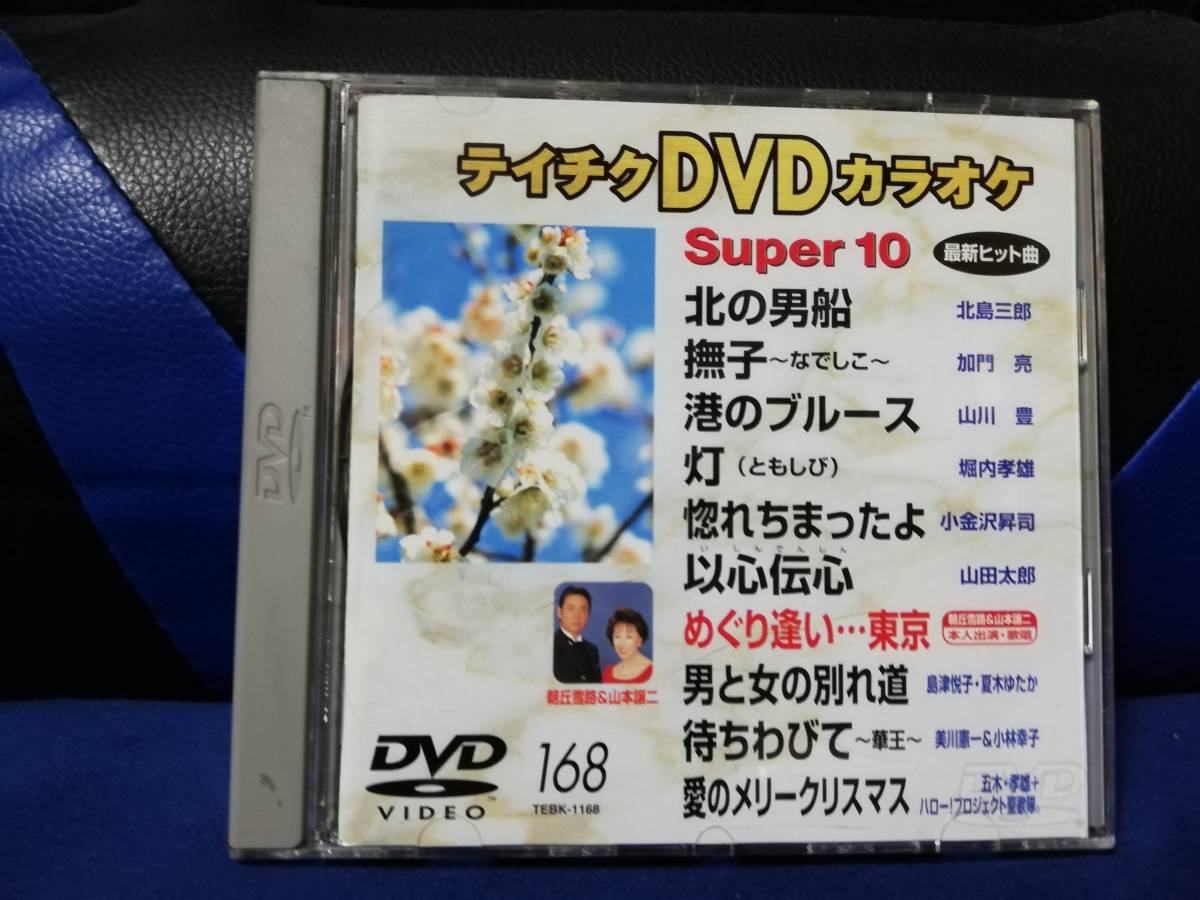 テイチクDVDカラオケ
Super 10 最新ヒット曲
北の男船 北島三郎
撫子～なでしこ～ 加門 亮
港のブルース 山川 豊
灯（ともしび） 堀内孝雄
惚れちまったよ 小金沢昇司
いしんでんしん
以心伝心 山田太郎
めぐり逢い…東京 朝丘雪路&山本譲二
本人出演・歌唱
男と女の別れ道 島津悦子・夏木ゆたか
待ちわびて～華王～ 美川憲一&小林幸子
愛のメリークリスマス 五木・孝雄+
ハロー!プロジェクト聖歌隊。
朝丘雪路&山本譲二
DVD
VIDEO
TM
168
TEBK-1168
DVD
TM
DVD